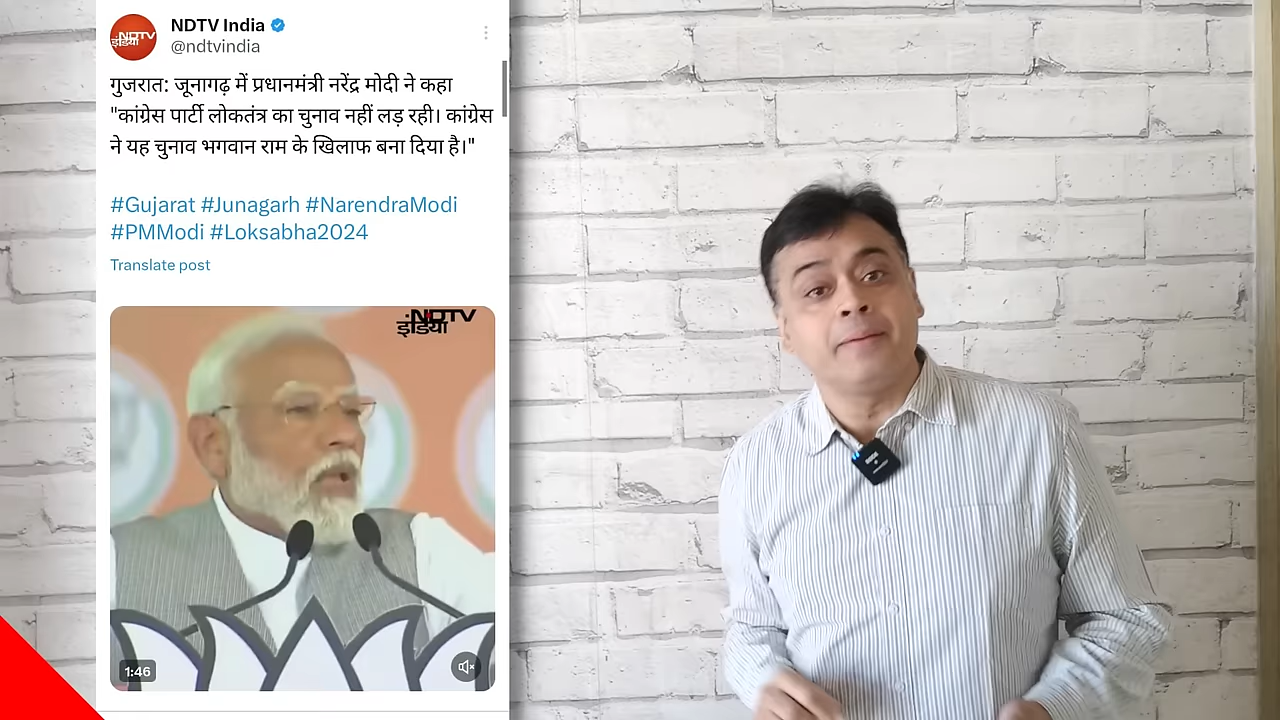 NDTV India
@ndtvindia
NDTV
इंडिया
गुजरात: जूनागढ़ में प्रधानमंत्री नरेंद्र मोदी ने कहा
"कांग्रेस पार्टी लोकतंत्र का चुनाव नहीं लड़ रही। कांग्रेस
ने यह चुनाव भगवान राम के खिलाफ बना दिया है।"
#Gujarat #Junagarh #NarendraModi
#PMModi #Loksabha2024
Translate post
NDTV
इंडिया
1:46